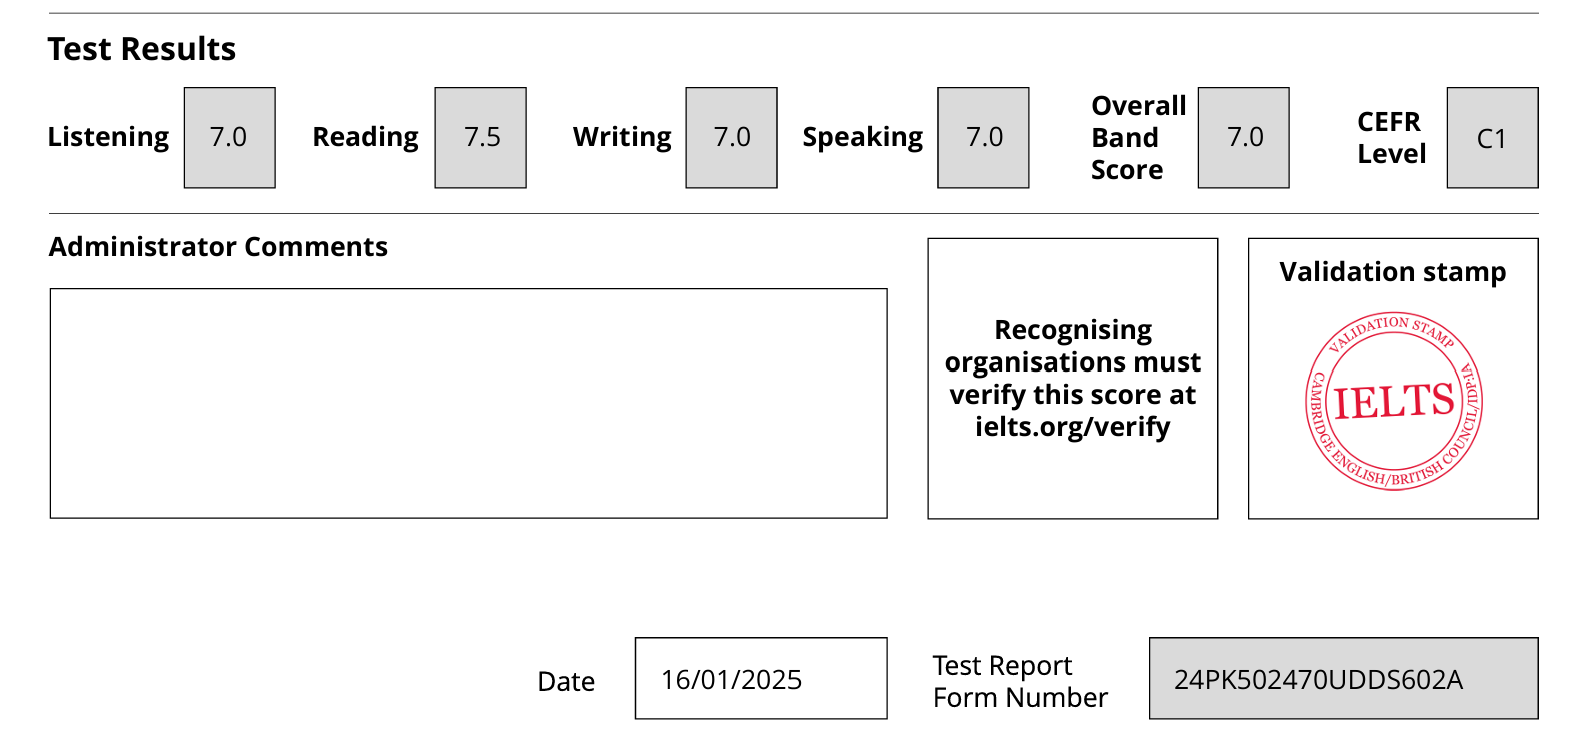 Test Results
Listening 7.0 Reading 7.5 Writing 7.0 Speaking 7.0 Overall Band Score 7.0 CEFR Level C1
Administrator Comments
Recognising
organisations must
verify this score at
ielts.org/verify
Validation stamp
VALIDATION STAMP
IELTS
CAMBRIDGE ENGLISH/BRITISH COUNCIL/IDP:IA
Date 16/01/2025
Test Report
Form Number
24PK502470UDDS602A